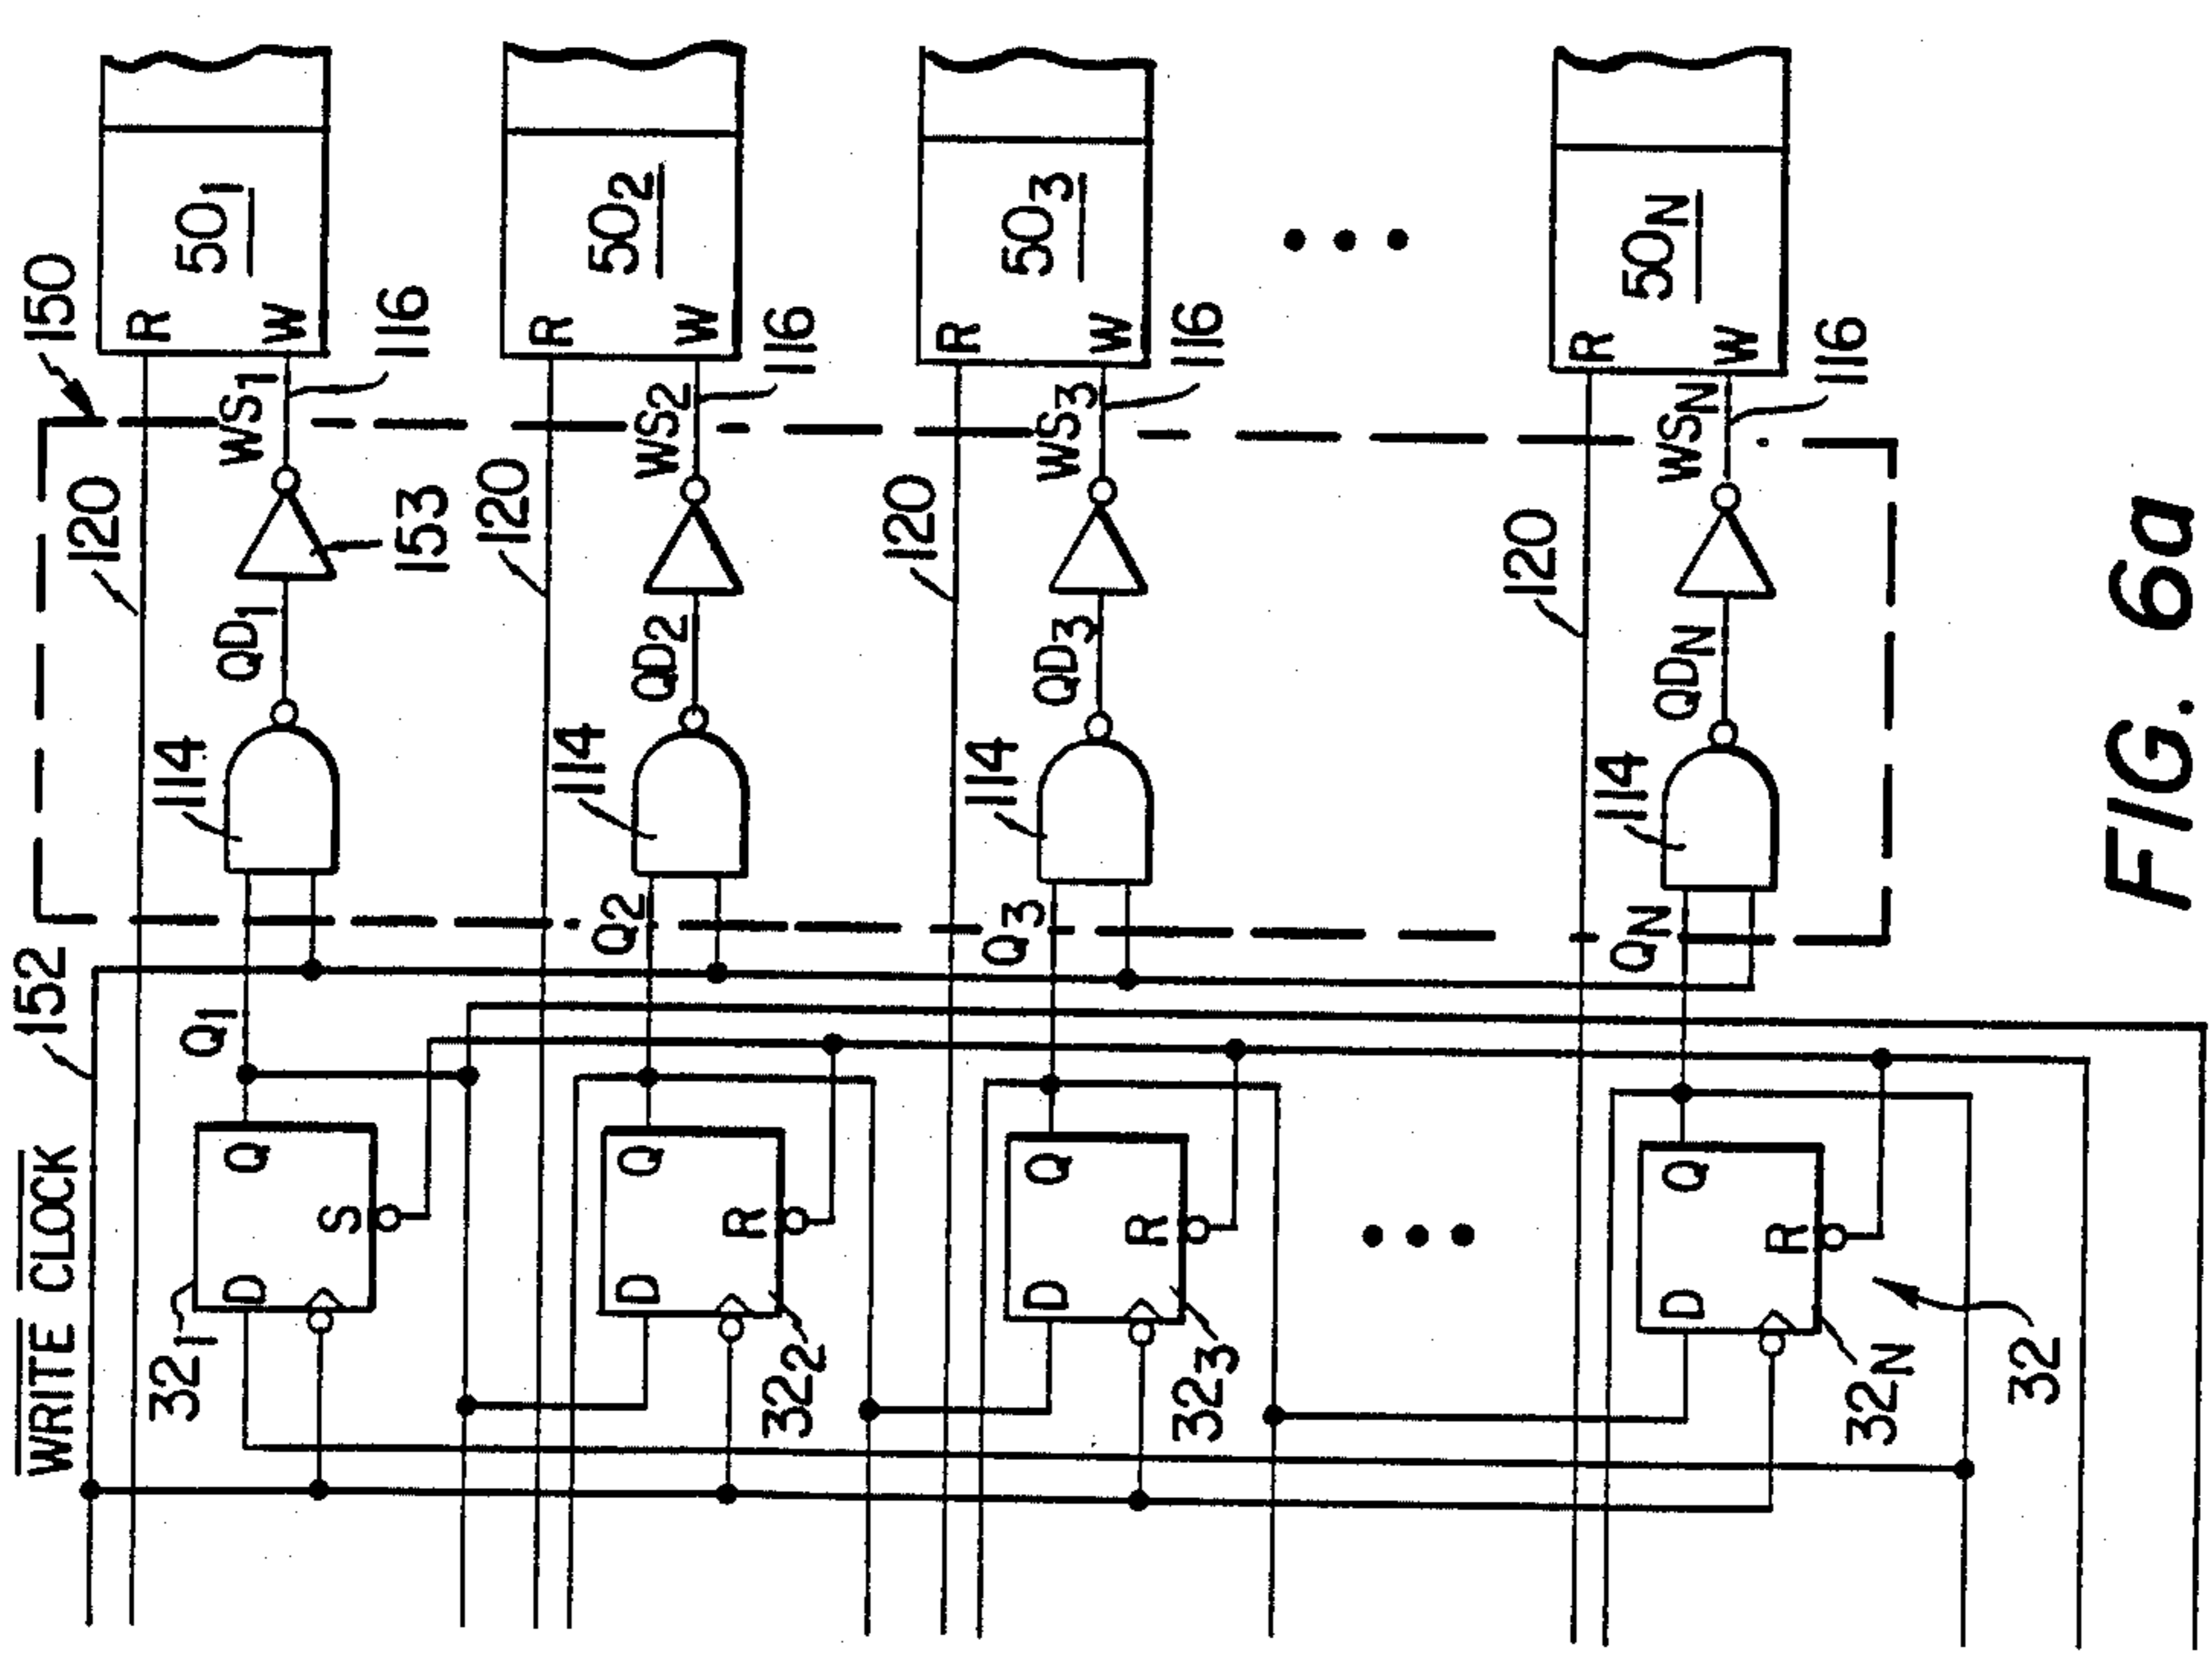 150
50₁
50₂
50₃
50N
R
W
R
W
R
W
R
W
116
116
116
116
WS₁
WS₂
WS₃
WSN
120
120
120
120
153
QD₁
QD₂
QD₃
QDN
114
114
114
114
152
Q₁
Q₂
Q₃
QN
WRITE CLOCK
Q
D
S
32₁
Q
D
R
32₂
Q
D
R
32₃
Q
D
R
32N
32
FIG. 6a